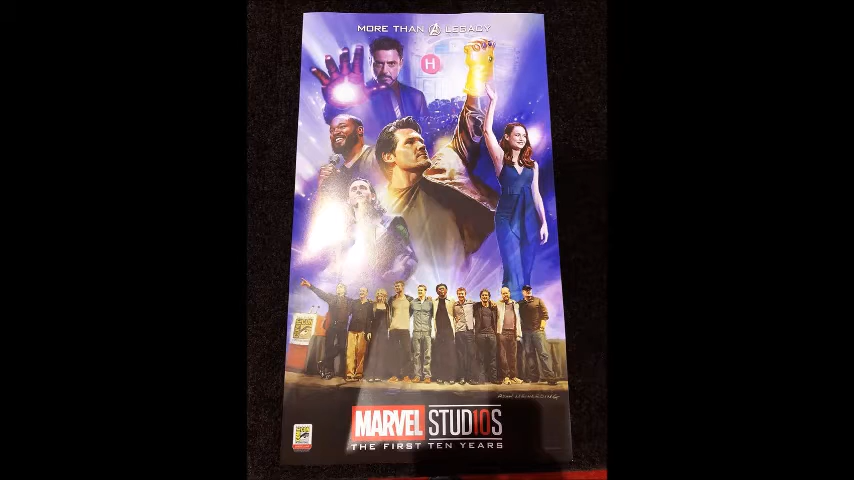 MORE THAN A LEGACY
H
MARVEL STUDIOS
THE FIRST TEN YEARS